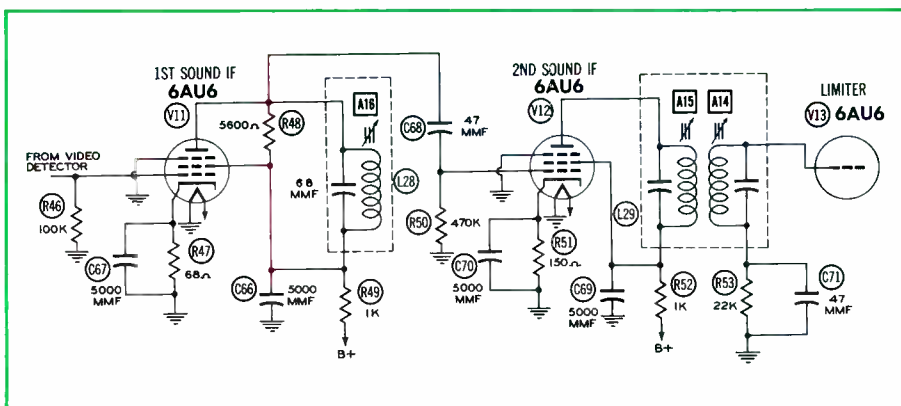 1ST SOUND IF
6AU6
V11
5600Ω
R48
FROM VIDEO
DETECTOR
R46
100K
C67
5000
MMF
R47
68Ω
C66
5000
MMF
68
MMF
A16
L28
R49
1K
B+
C68
47
MMF
R50
470K
2ND SOUND IF
6AU6
V12
C70
5000
MMF
R51
150Ω
C69
5000
MMF
L29
A15
A14
R52
1K
B+
R53
22K
C71
47
MMF
LIMITER
V13 6AU6